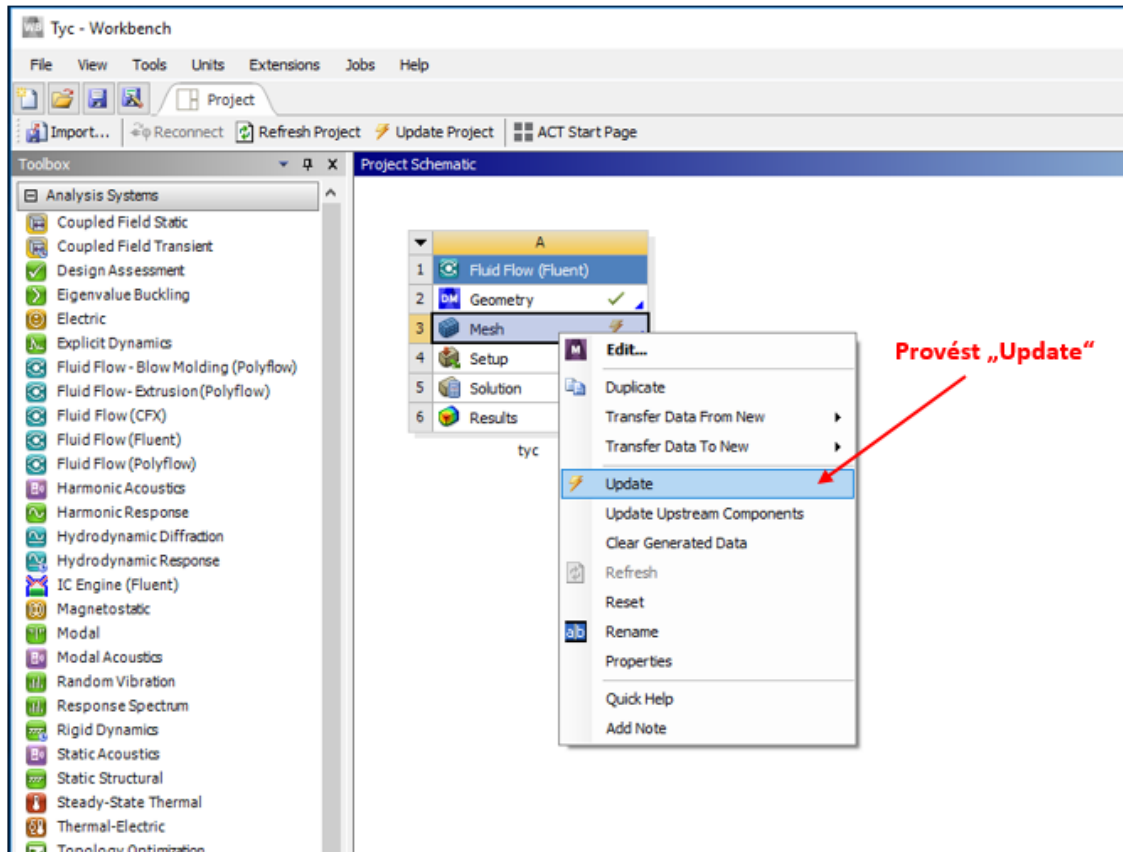 Tyc - Workbench
File View Tools Units Extensions Jobs Help
Project
Import... Reconnect Refresh Project Update Project ACT Start Page
Toolbox
Analysis Systems
Coupled Field Static
Coupled Field Transient
Design Assessment
Eigenvalue Buckling
Electric
Explicit Dynamics
Fluid Flow - Blow Molding (Polyflow)
Fluid Flow - Extrusion (Polyflow)
Fluid Flow (CFX)
Fluid Flow (Fluent)
Fluid Flow (Polyflow)
Harmonic Acoustics
Harmonic Response
Hydrodynamic Diffraction
Hydrodynamic Response
IC Engine (Fluent)
Magnetostatic
Modal
Modal Acoustics
Random Vibration
Response Spectrum
Rigid Dynamics
Static Acoustics
Static Structural
Steady-State Thermal
Thermal-Electric
Topology Optimization
Project Schematic
A
1 Fluid Flow (Fluent)
2 DM Geometry
3 Mesh
4 Setup
5 Solution
6 Results
tyc
Edit...
Duplicate
Transfer Data From New
Transfer Data To New
Update
Update Upstream Components
Clear Generated Data
Refresh
Reset
a|b Rename
Properties
Quick Help
Add Note
Provést „Update“